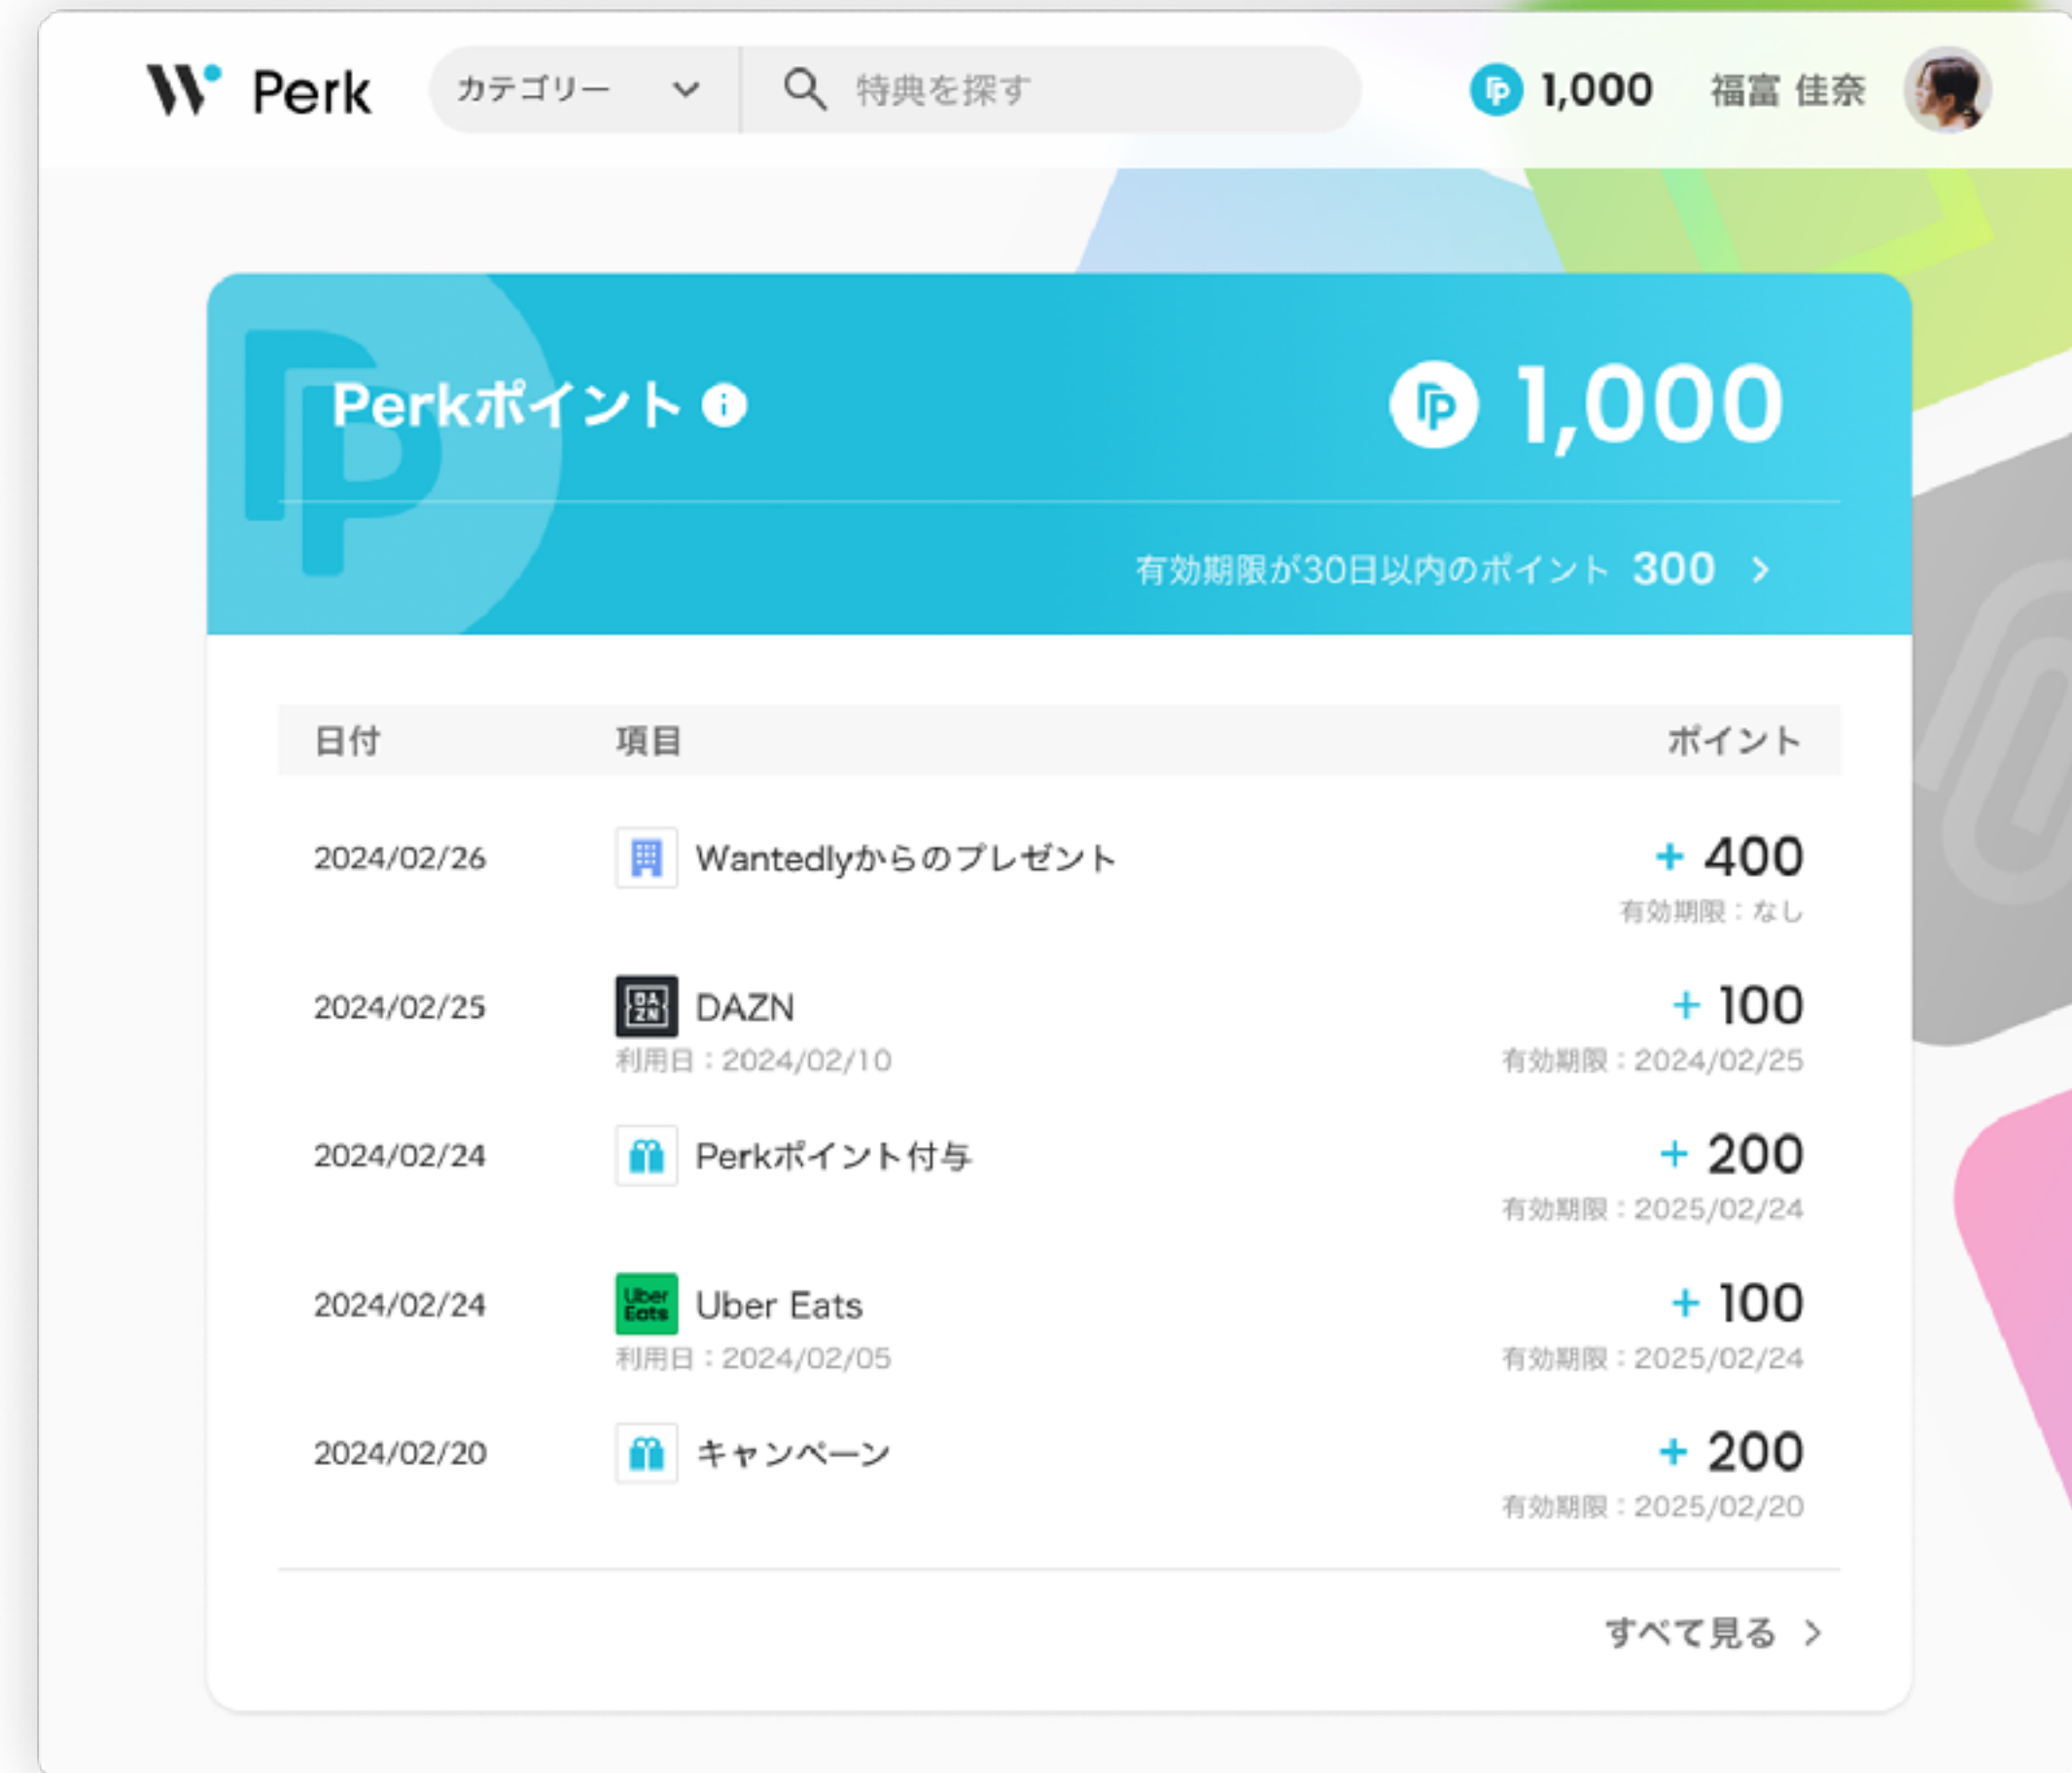 W Perk カテゴリー 特典を探す 1,000 福富 佳奈
Perkポイント 1,000
有効期限が30日以内のポイント 300
日付 項目 ポイント
2024/02/26 Wantedlyからのプレゼント + 400
有効期限：なし
2024/02/25 DAZN DAZN + 100
利用日：2024/02/10 有効期限：2024/02/25
2024/02/24 Perkポイント付与 + 200
有効期限：2025/02/24
2024/02/24 Uber Eats Uber Eats + 100
利用日：2024/02/05 有効期限：2025/02/24
2024/02/20 キャンペーン + 200
有効期限：2025/02/20
すべて見る